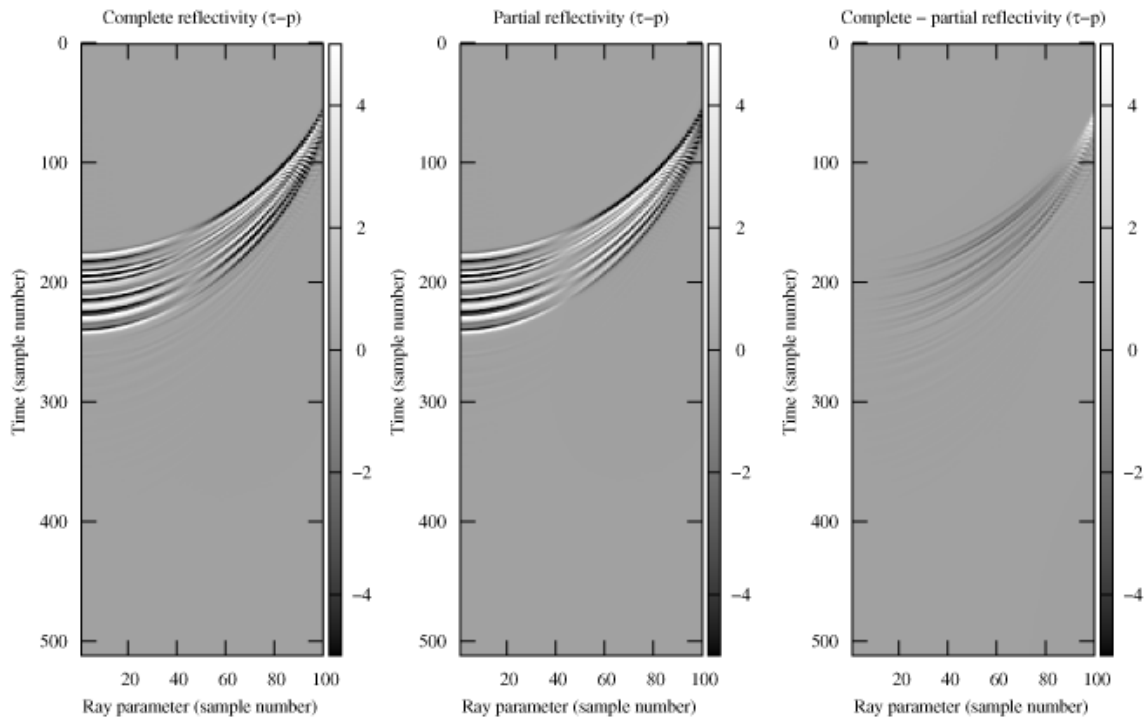 Complete reflectivity (τ−p)
0
100
200
300
400
500
Time (sample number)
20 40 60 80 100
Ray parameter (sample number)
4
2
0
−2
−4
Partial reflectivity (τ−p)
0
100
200
300
400
500
Time (sample number)
20 40 60 80 100
Ray parameter (sample number)
4
2
0
−2
−4
Complete − partial reflectivity (τ−p)
0
100
200
300
400
500
Time (sample number)
20 40 60 80 100
Ray parameter (sample number)
4
2
0
−2
−4